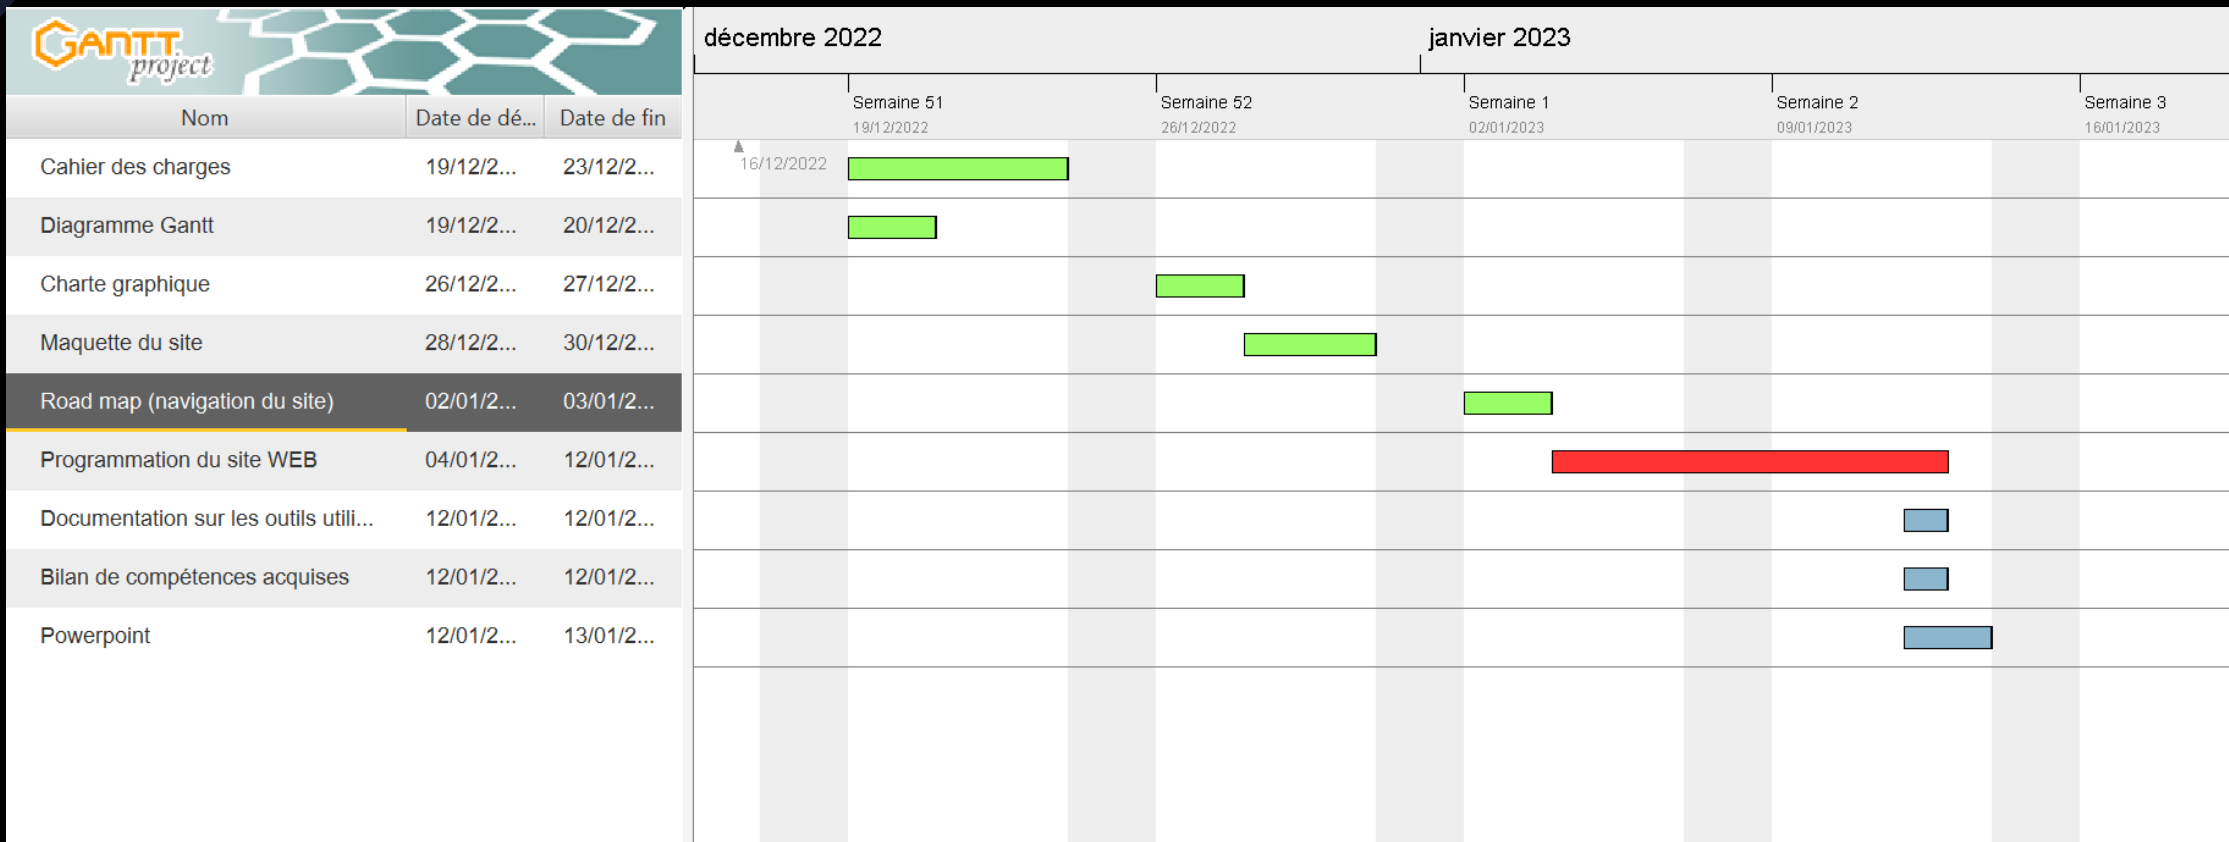 GANTT
project
décembre 2022 janvier 2023
Nom Date de dé... Date de fin
Semaine 51 Semaine 52 Semaine 1 Semaine 2 Semaine 3
19/12/2022 26/12/2022 02/01/2023 09/01/2023 16/01/2023
16/12/2022
Cahier des charges 19/12/2... 23/12/2...
Diagramme Gantt 19/12/2... 20/12/2...
Charte graphique 26/12/2... 27/12/2...
Maquette du site 28/12/2... 30/12/2...
Road map (navigation du site) 02/01/2... 03/01/2...
Programmation du site WEB 04/01/2... 12/01/2...
Documentation sur les outils utili... 12/01/2... 12/01/2...
Bilan de compétences acquises 12/01/2... 12/01/2...
Powerpoint 12/01/2... 13/01/2...